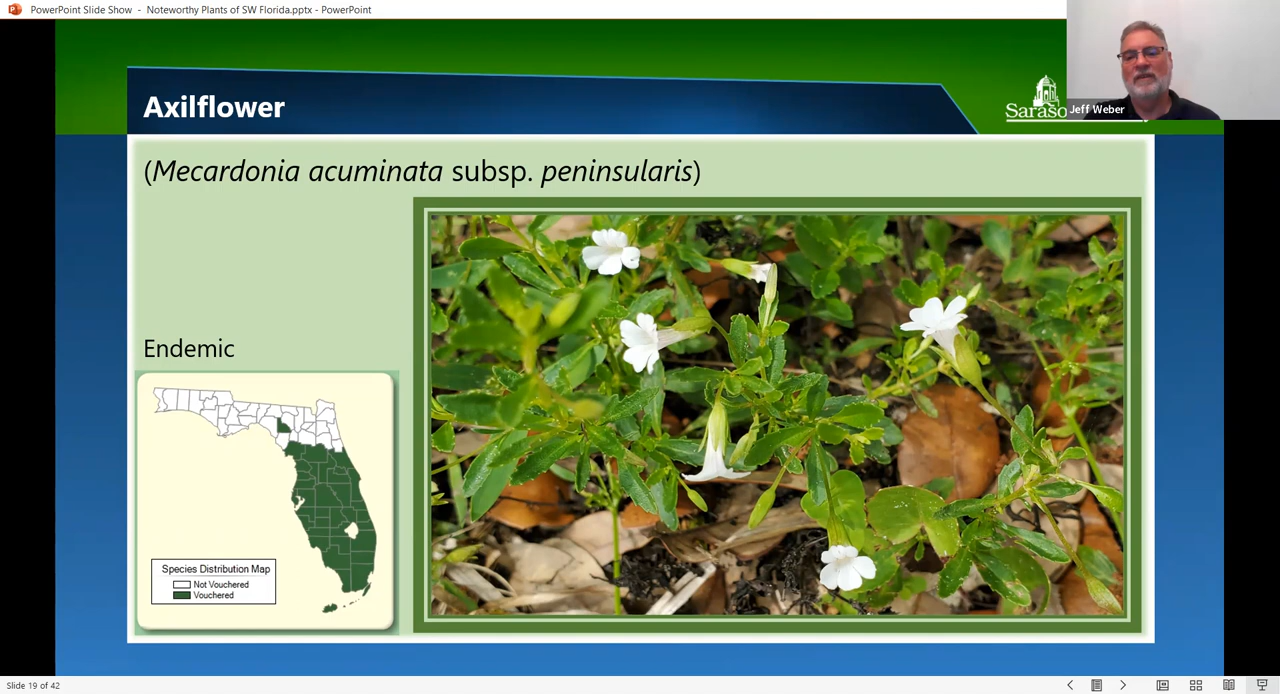 PowerPoint Slide Show - Noteworthy Plants of SW Florida.pptx - PowerPoint
Axilflower
Saraso
Jeff Weber
(Mecardonia acuminata subsp. peninsularis)
Endemic
Species Distribution Map
Not Vouchered
Vouchered
Slide 19 of 42